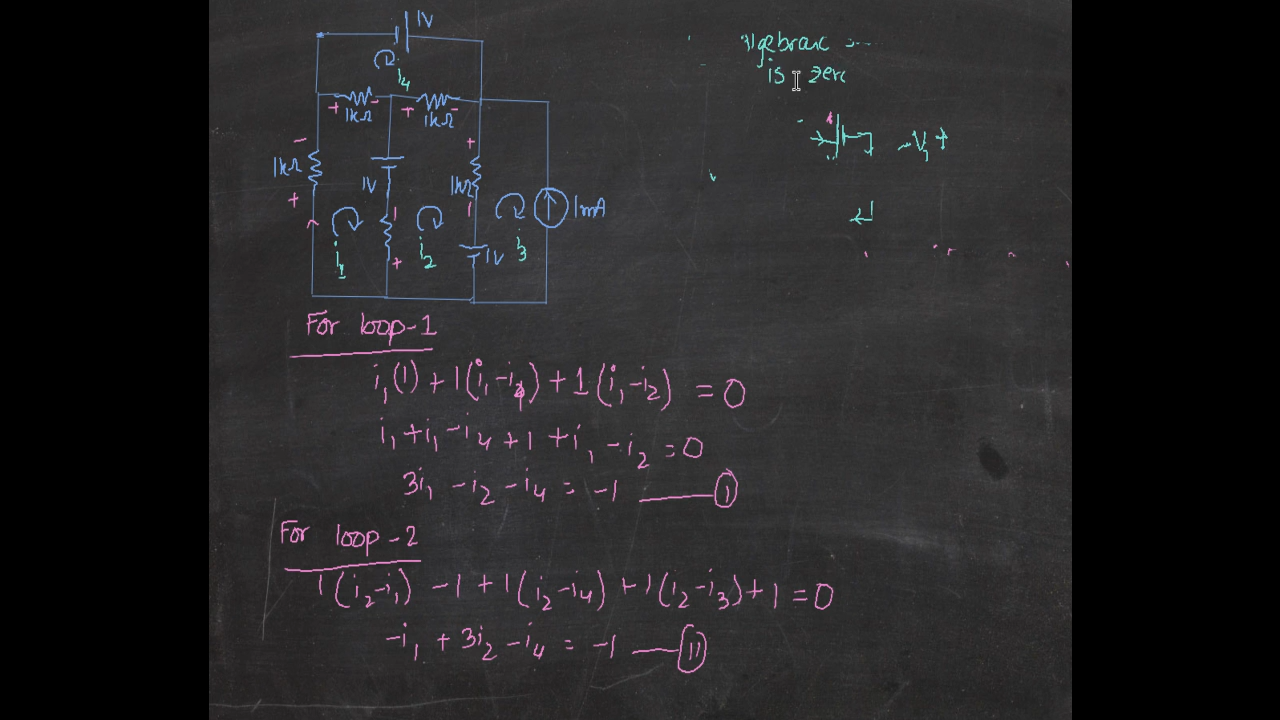 1V
i4
1kΩ
1kΩ
1kΩ
1V
1kΩ
1mA
1V
i1
i2
i3
is zero
For loop-1
i1(1) + 1(i1-i4) + 1(i1-i2) = 0
i1+i1-i4+1+i1-i2=0
3i1-i2-i4=-1 —— (1)
For loop-2
1(i2-i1) -1 +1(i2-i4) +1(i2-i3)+1=0
-i1+3i2-i4=-1 —— (11)